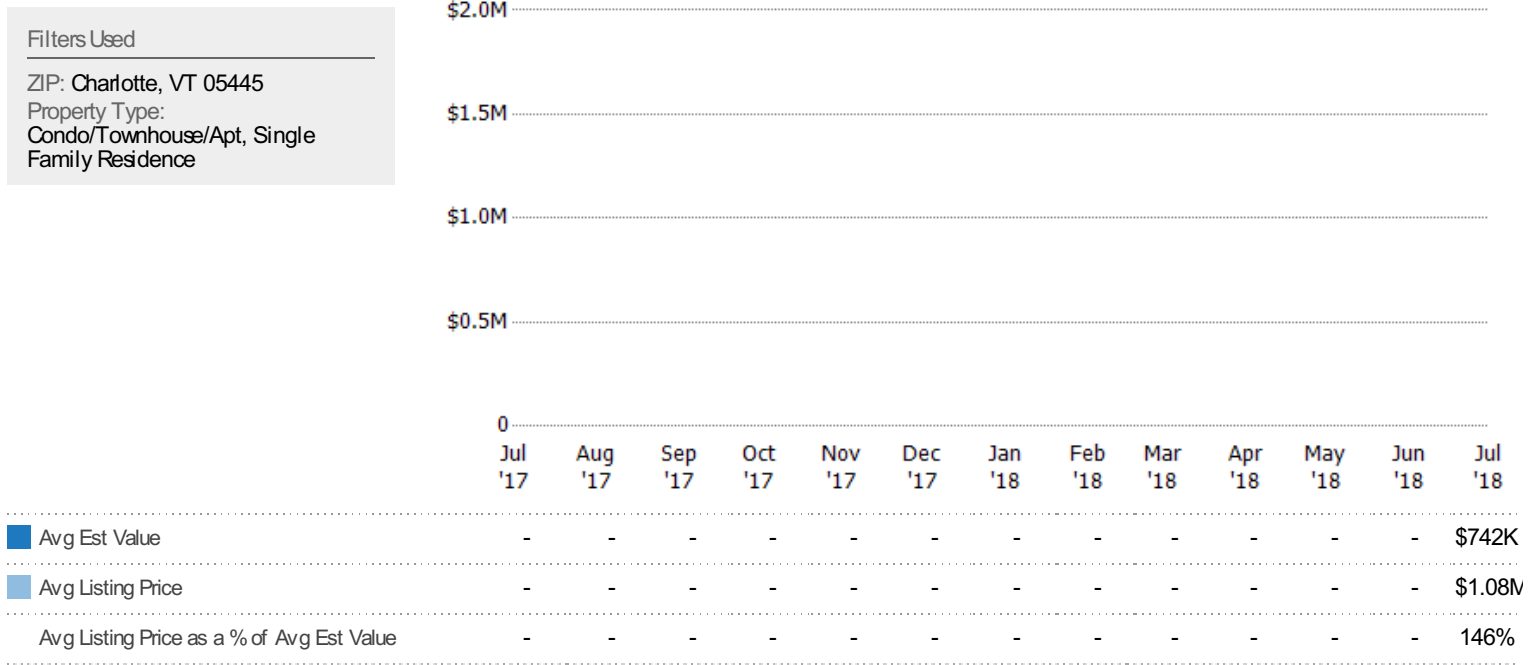 Filters Used
ZIP: Charlotte, VT 05445
Property Type:
Condo/Townhouse/Apt, Single
Family Residence
$2.0M
$1.5M
$1.0M
$0.5M
0
Jul Aug Sep Oct Nov Dec Jan Feb Mar Apr May Jun Jul
'17 '17 '17 '17 '17 '17 '18 '18 '18 '18 '18 '18 '18
Avg Est Value - - - - - - - - - - - - $742K
Avg Listing Price - - - - - - - - - - - - $1.08M
Avg Listing Price as a % of Avg Est Value - - - - - - - - - - - - 146%